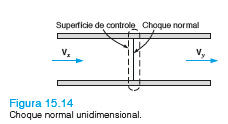 Superfície de controle Choque normal
Vx Vy
Figura 15.14
Choque normal unidimensional.